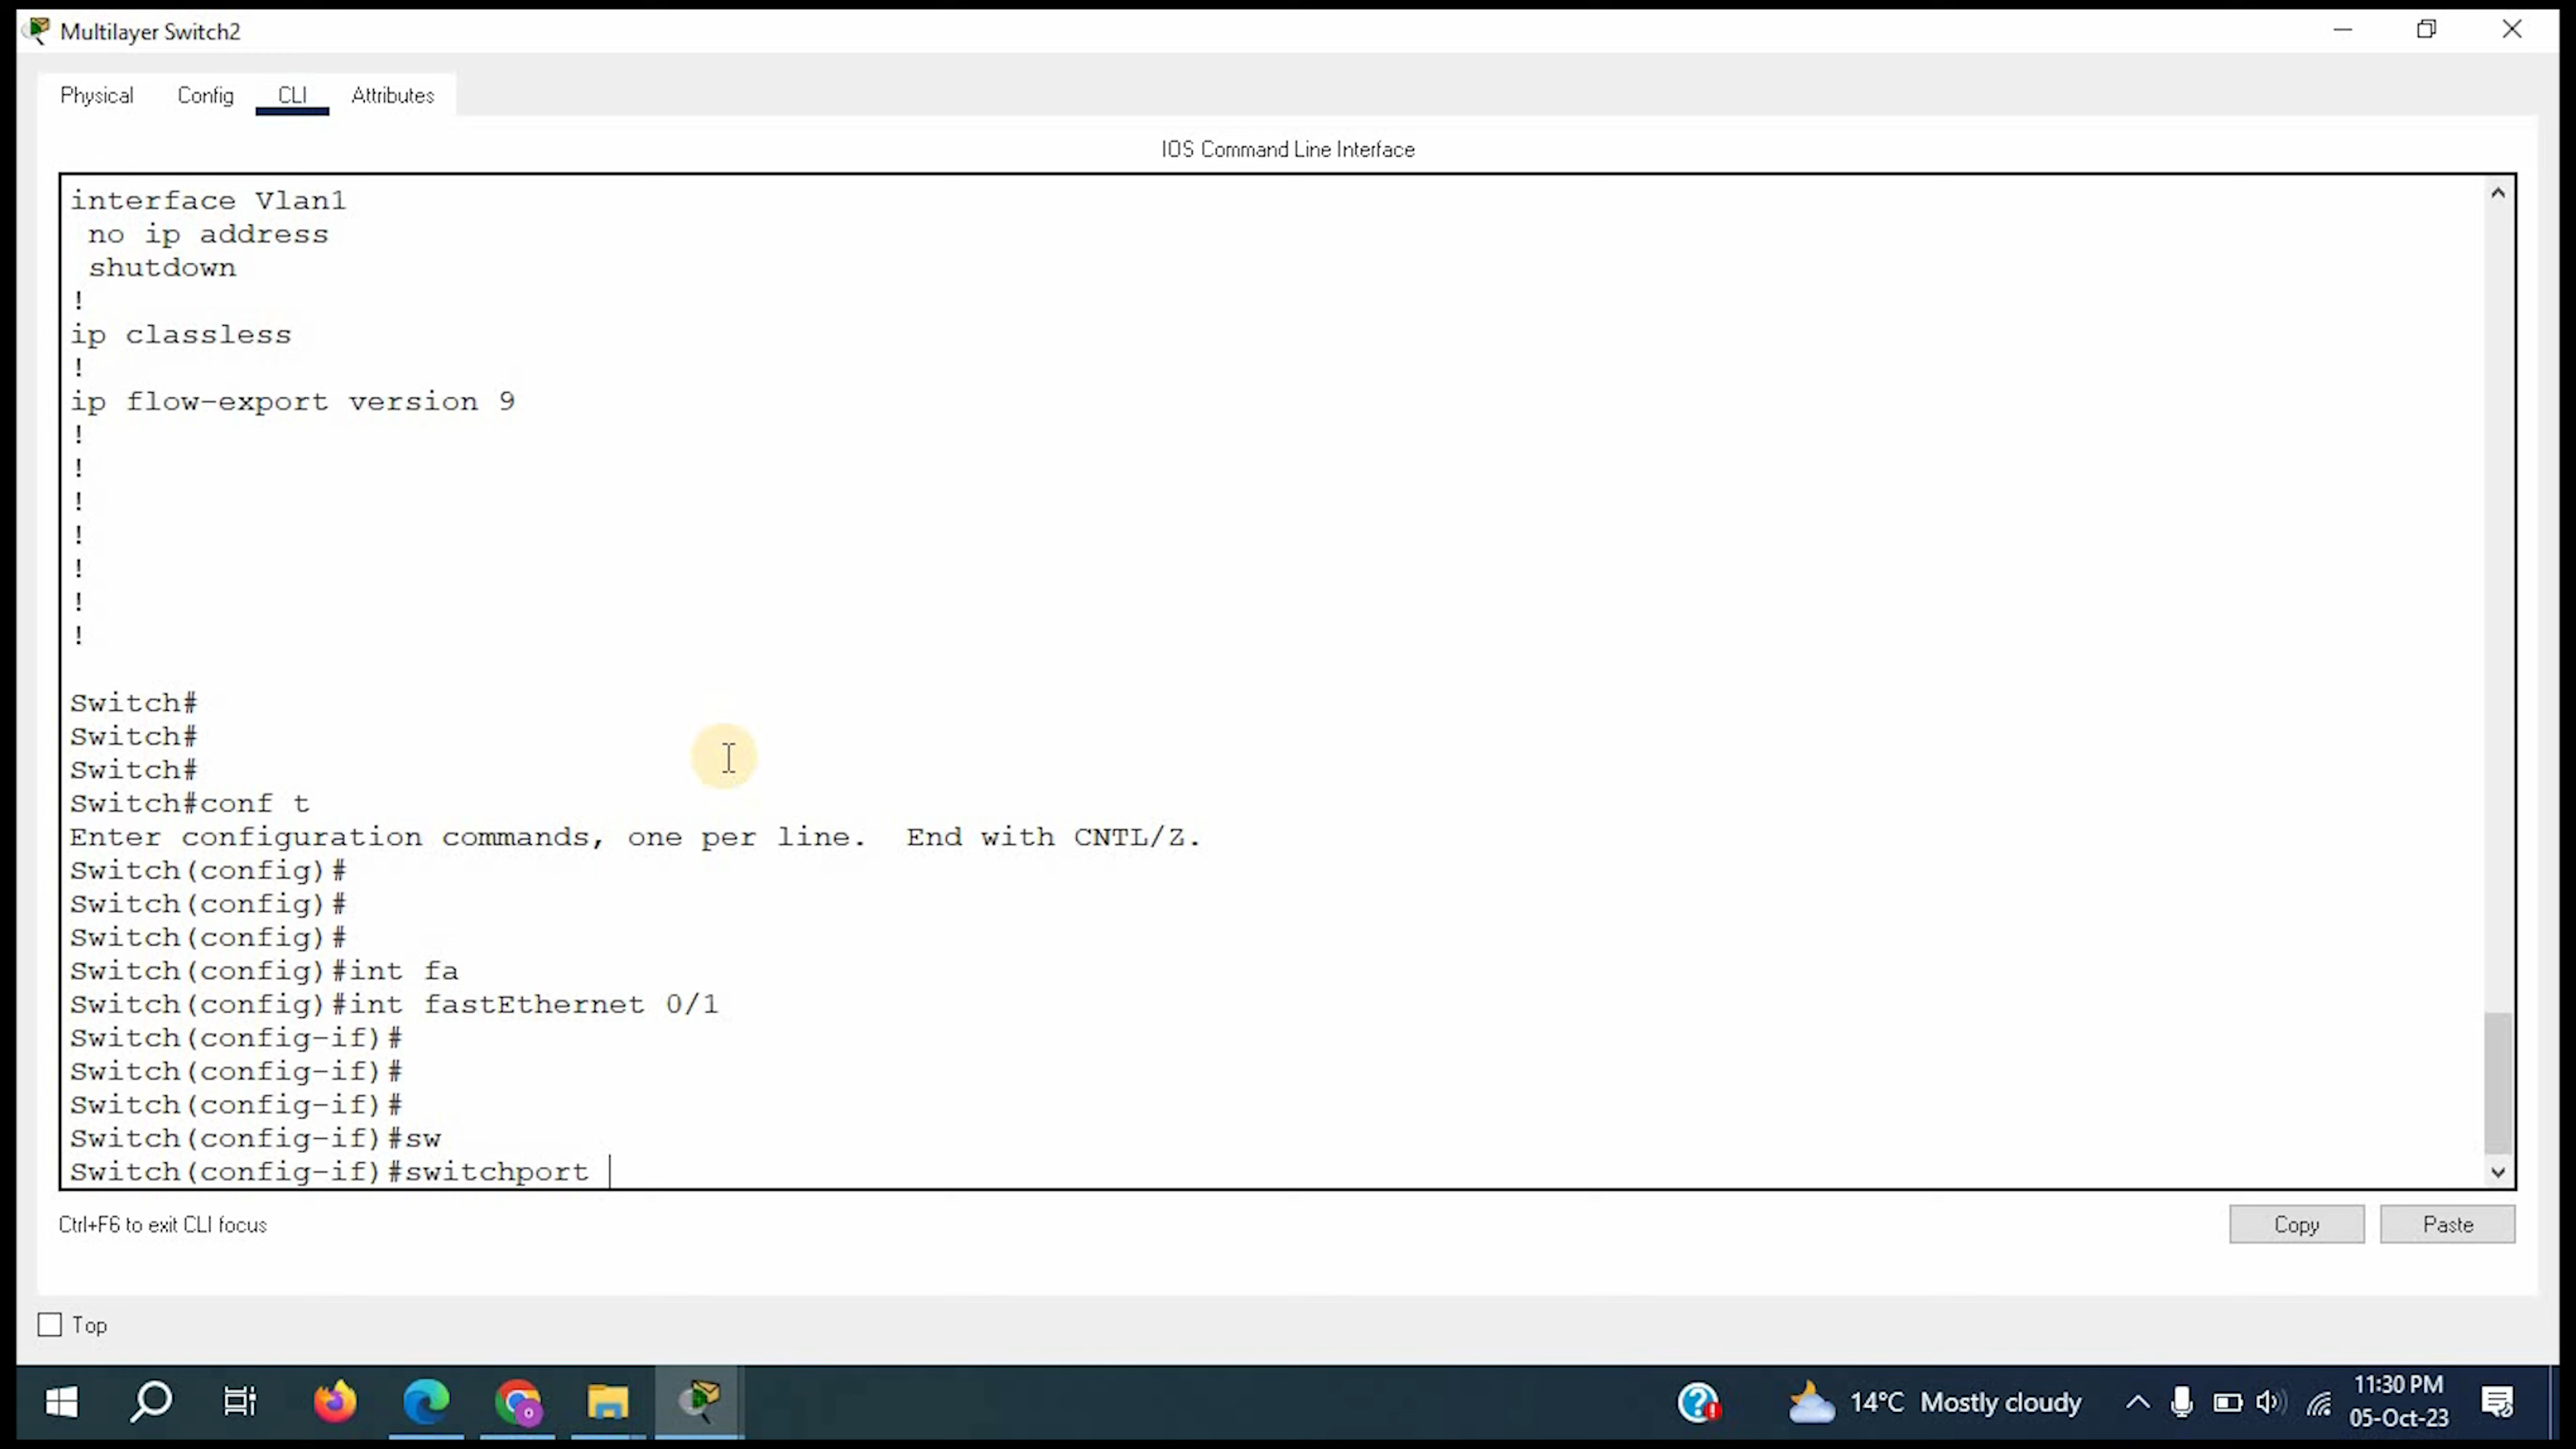 Multilayer Switch2
Physical Config CLI Attributes
IOS Command Line Interface
interface Vlan1
 no ip address
 shutdown
!
ip classless
!
ip flow-export version 9
!
!
!
!
!
!
!
Switch#
Switch#
Switch#
Switch#conf t
Enter configuration commands, one per line.  End with CNTL/Z.
Switch(config)#
Switch(config)#
Switch(config)#
Switch(config)#int fa
Switch(config)#int fastEthernet 0/1
Switch(config-if)#
Switch(config-if)#
Switch(config-if)#
Switch(config-if)#sw
Switch(config-if)#switchport
Ctrl+F6 to exit CLI focus
Copy Paste
Top
14°C Mostly cloudy
11:30 PM
05-Oct-23